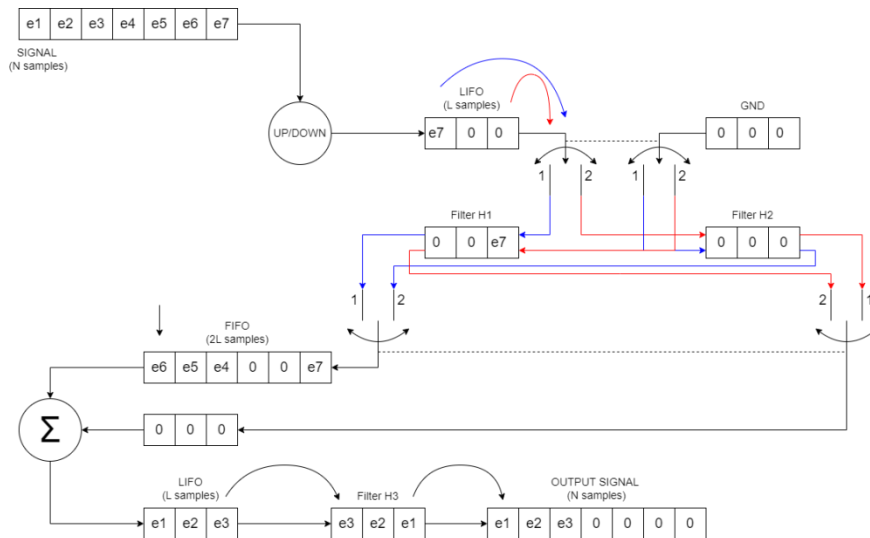 e1 e2 e3 e4 e5 e6 e7
SIGNAL
(N samples)
UP/DOWN
LIFO
(L samples)
e7 0 0
GND
0 0 0
1 2 1 2
Filter H1
0 0 e7
Filter H2
0 0 0
1 2 2 1
FIFO
(2L samples)
e6 e5 e4 0 0 e7
Σ
0 0 0
LIFO
(L samples)
e1 e2 e3
Filter H3
e3 e2 e1
OUTPUT SIGNAL
(N samples)
e1 e2 e3 0 0 0 0